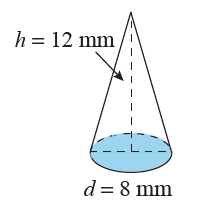 h = 12 mm
d = 8 mm